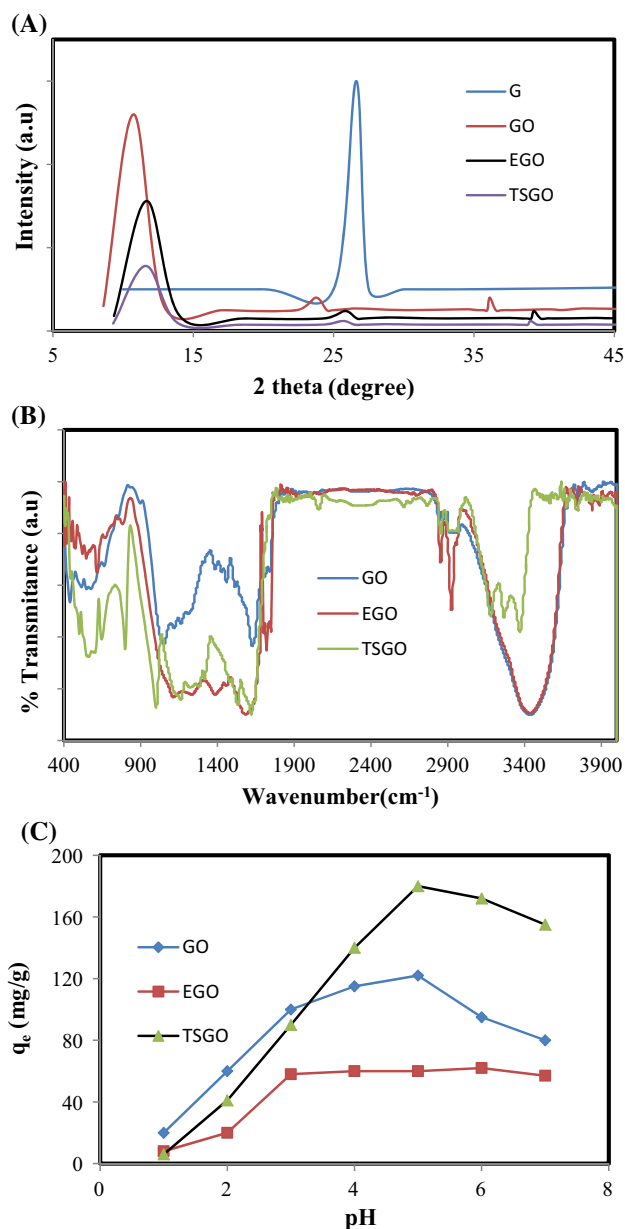 (A)
Intensity (a.u)
G
GO
EGO
TSGO
5 15 25 35 45
2 theta (degree)
(B)
% Transmitance (a.u)
GO
EGO
TSGO
400 900 1400 1900 2400 2900 3400 3900
Wavenumber(cm⁻¹)
(C)
qₑ (mg/g)
200
160
120
80
40
0
GO
EGO
TSGO
0 2 4 6 8
pH